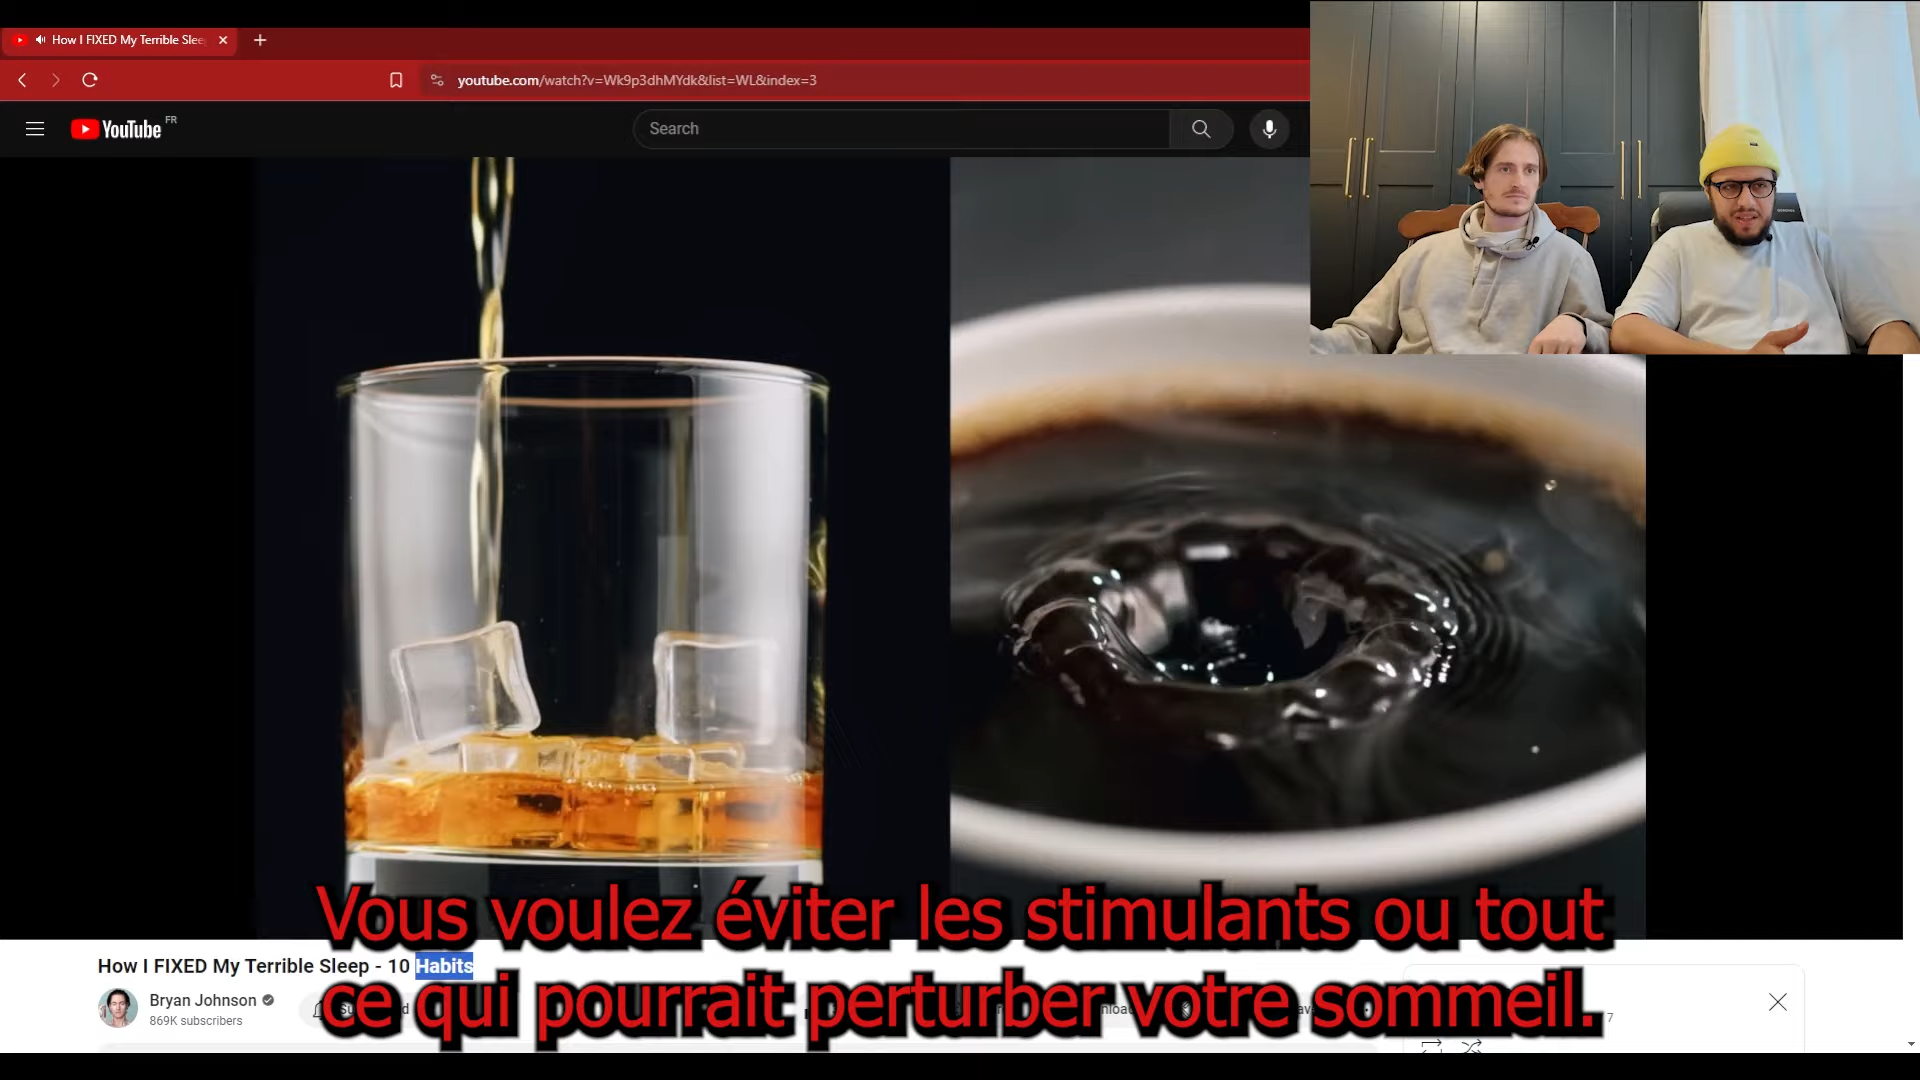 How I FIXED My Terrible Slee
youtube.com/watch?v=Wk9p3dhMYdk&list=WL&index=3
YouTube FR
Search
Vous voulez éviter les stimulants ou tout
ce qui pourrait perturber votre sommeil.
How I FIXED My Terrible Sleep - 10 Habits
Bryan Johnson
869K subscribers